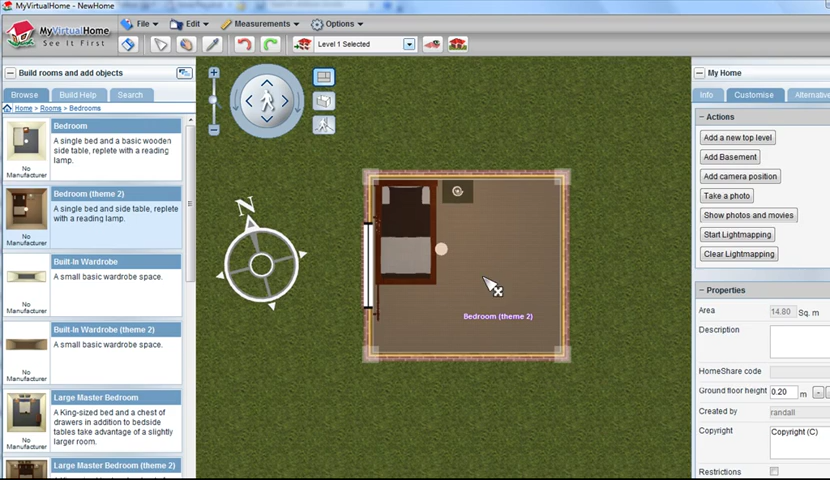 MyVirtualHome - NewHome
MyVirtualHome
See It First
File
Edit
Measurements
Options
Level 1 Selected
Build rooms and add objects
Browse
Build Help
Search
Home > Rooms > Bedrooms
Bedroom
A single bed and a basic wooden
side table, replete with a reading
lamp.
No
Manufacturer
Bedroom (theme 2)
A single bed and side table, replete
with a reading lamp.
No
Manufacturer
Built-In Wardrobe
A small basic wardrobe space.
No
Manufacturer
Built-In Wardrobe (theme 2)
A small basic wardrobe space.
No
Manufacturer
Large Master Bedroom
A King-sized bed and a chest of
drawers in addition to bedside
tables take advantage of a slightly
larger room.
No
Manufacturer
Large Master Bedroom (theme 2)
N
Bedroom (theme 2)
My Home
Info
Customise
Alternative
Actions
Add a new top level
Add Basement
Add camera position
Take a photo
Show photos and movies
Start Lightmapping
Clear Lightmapping
Properties
Area
14.80
Sq. m
Description
HomeShare code
Ground floor height
0.20
m
Created by
randall
Copyright
Copyright (C)
Restrictions